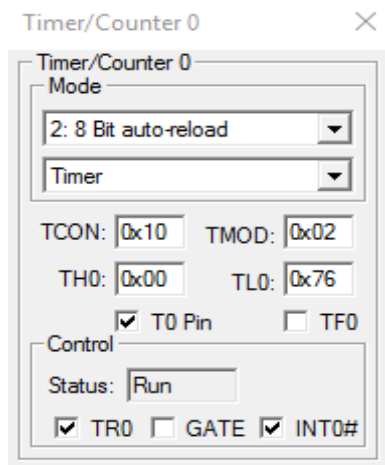 Timer/Counter 0
Timer/Counter 0
Mode
2: 8 Bit auto-reload
Timer
TCON: 0x10 TMOD: 0x02
TH0: 0x00 TL0: 0x76
T0 Pin TF0
Control
Status: Run
TR0 GATE INT0#